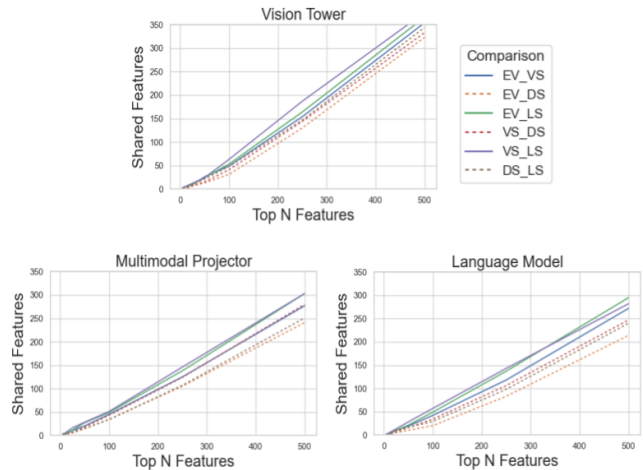 Vision Tower
350
300
250
200
150
100
50
0
Shared Features
0 100 200 300 400 500
Top N Features
Comparison
EV_VS
EV_DS
EV_LS
VS_DS
VS_LS
DS_LS
Multimodal Projector
350
300
250
200
150
100
50
0
Shared Features
0 100 200 300 400 500
Top N Features
Language Model
350
300
250
200
150
100
50
0
Shared Features
0 100 200 300 400 500
Top N Features